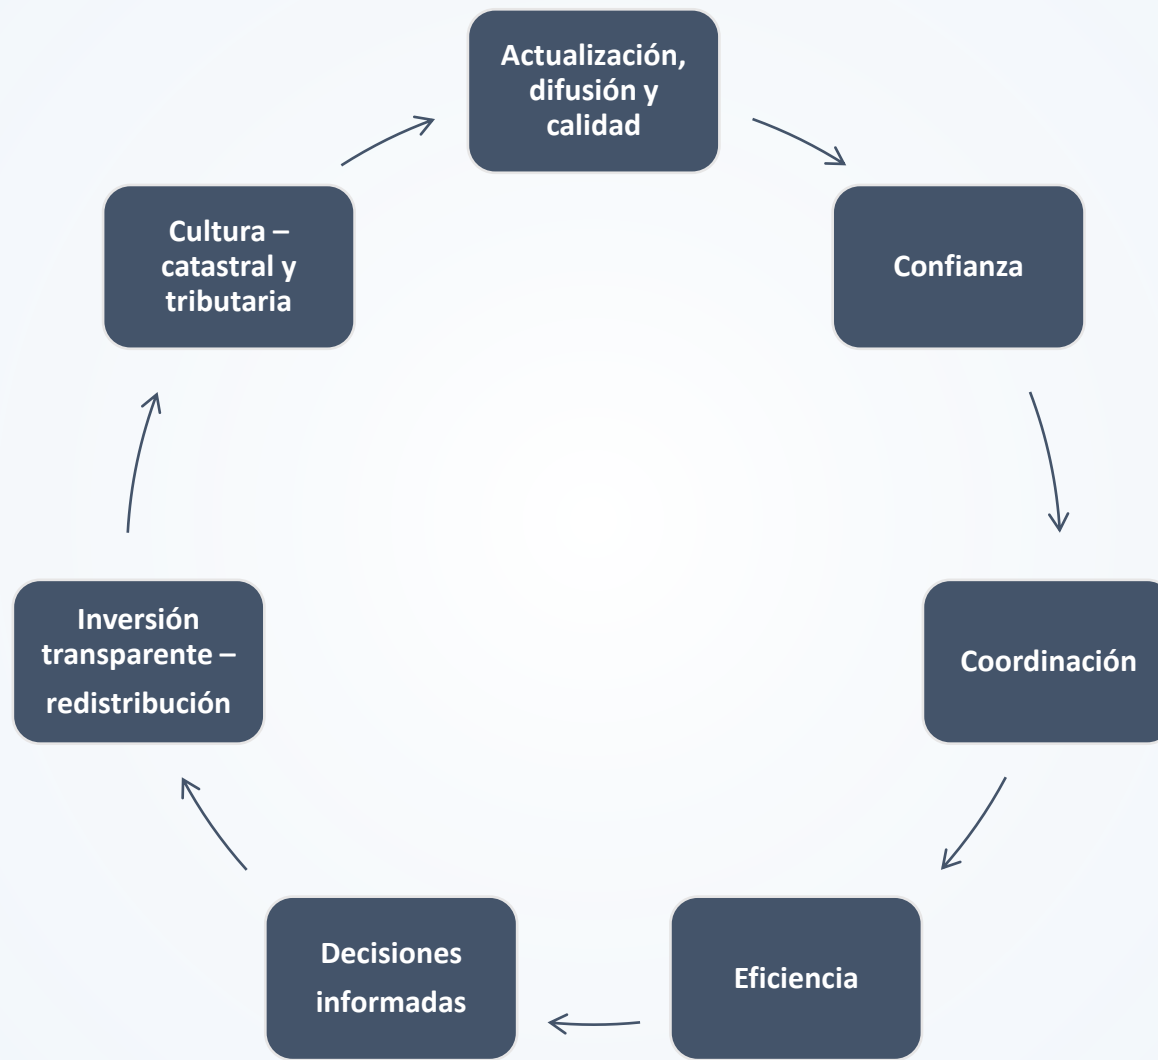 Actualización,
difusión y
calidad
Confianza
Coordinación
Eficiencia
Decisiones
informadas
Inversión
transparente –
redistribución
Cultura –
catastral y
tributaria